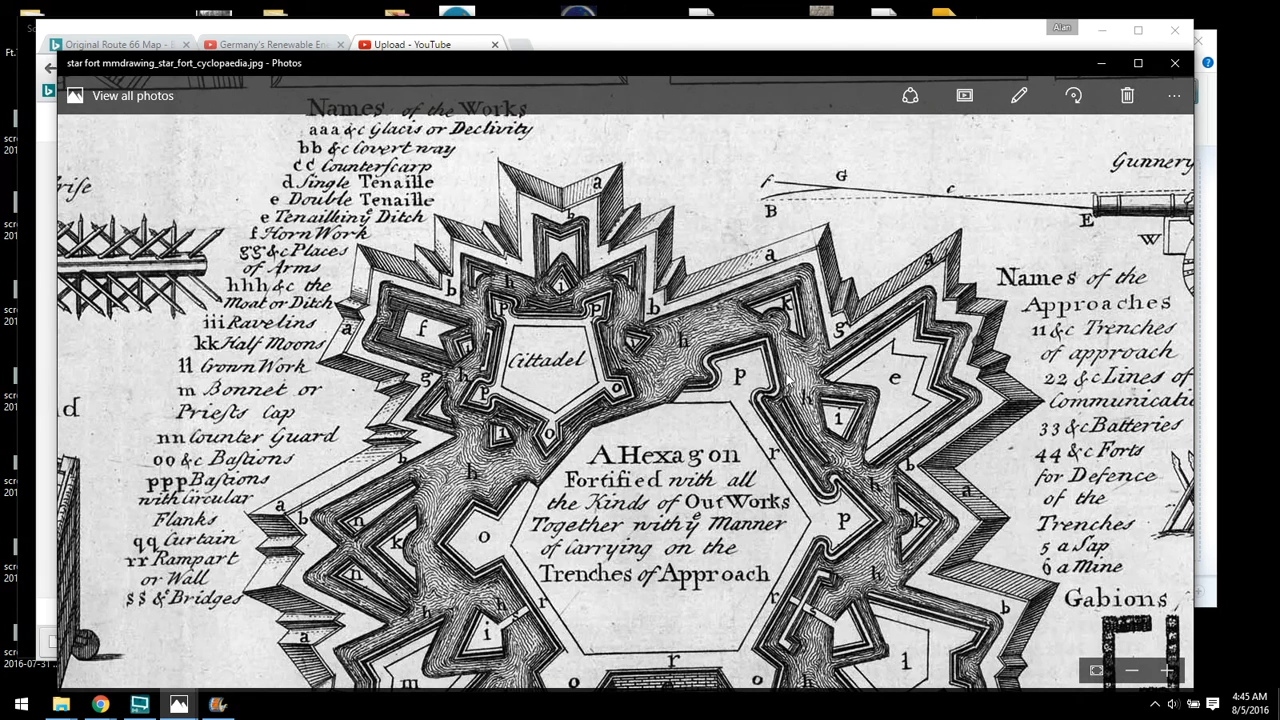 Alan
Original Route 66 Map -
Germany's Renewable En
Upload - YouTube
star fort mmdrawing_star_fort_cyclopaedia.jpg - Photos
View all photos
Names of the Works
aaa &c Glacis or Declivity
bb &c Covert way
cc Counterscarp
d Single Tenaille
e Double Tenaille
e Tenailleing Ditch
f Horn Work
gg &c Places
of Arms
hhh &c the
Moat or Ditch
iii Ravelins
kk Half Moons
ll Crown Work
m Bonnet or
Priests Cap
nn Counter Guard
oo &c Bastions
ppp Bastions
with Circular
Flanks
qq Curtain
rr Rampart
or Wall
$$ & Bridges
Cittadel
A Hexagon
Fortified with all
the Kinds of Out Works
Together with ye Manner
of Carrying on the
Trenches of Approach
Gunnery
f G c
B E
W
Names of the
Approaches
11 &c Trenches
of approach
22 &c Lines of
Communicati
33 &c Batteries
44 &c Forts
for Defence
of the
Trenches
5 a Sap
6 a Mine
Gabions
4:45 AM
8/5/2016